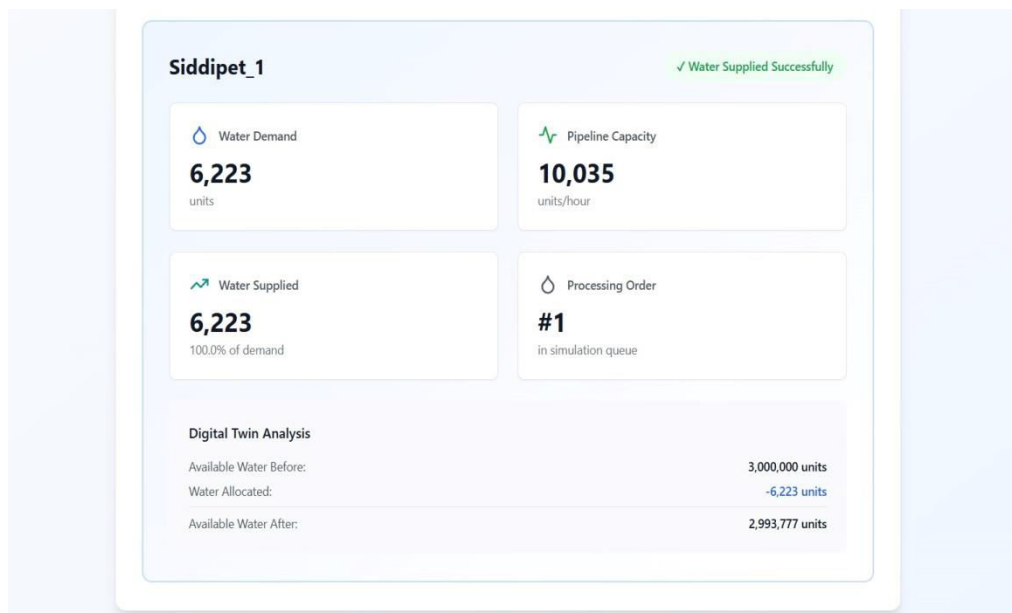 Siddipet_1
✓ Water Supplied Successfully
Water Demand
6,223
units
Pipeline Capacity
10,035
units/hour
Water Supplied
6,223
100.0% of demand
Processing Order
#1
in simulation queue
Digital Twin Analysis
Available Water Before: 3,000,000 units
Water Allocated: -6,223 units
Available Water After: 2,993,777 units